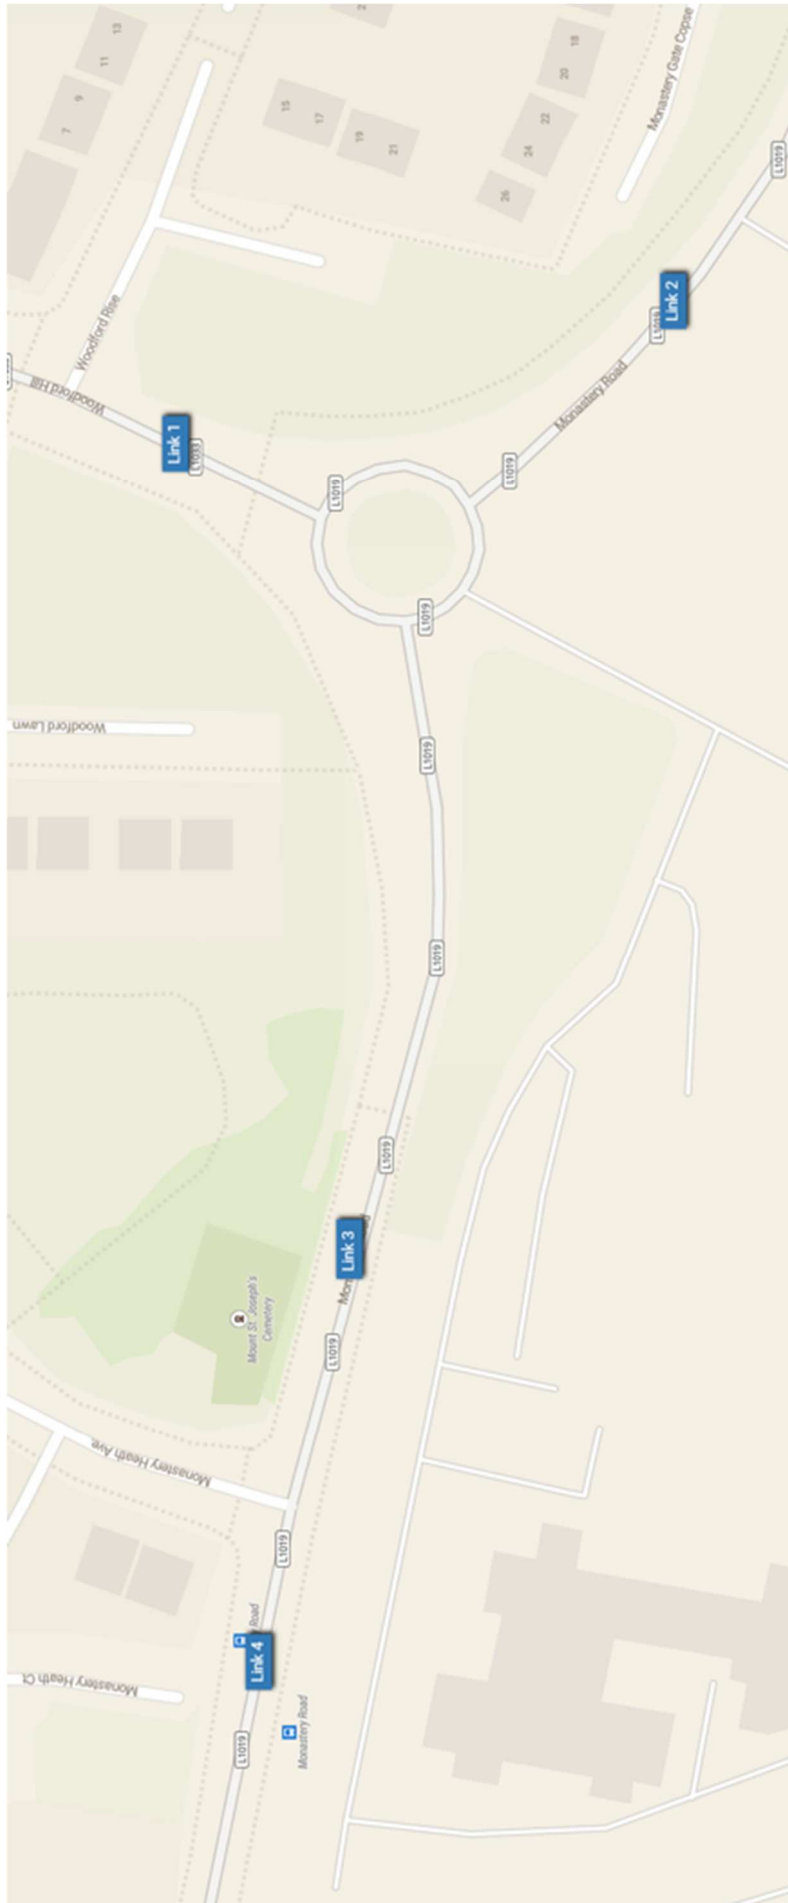 13
11
9
7
15
17
19
21
18
20
22
24
26
Monastery Gate Copse
L1019
Woodford Rise
Woodford Hill
Link 1
L1033
Link 2
L1019
Monastery Road
L1019
L1019
L1019
Woodford Lawn
L1019
L1019
L1019
Link 3
Mount St. Joseph's
Cemetery
L1019
Monastery Heath Ave
L1019
Link 4
Road
Monastery Heath Ct
L1019
Monastery Road